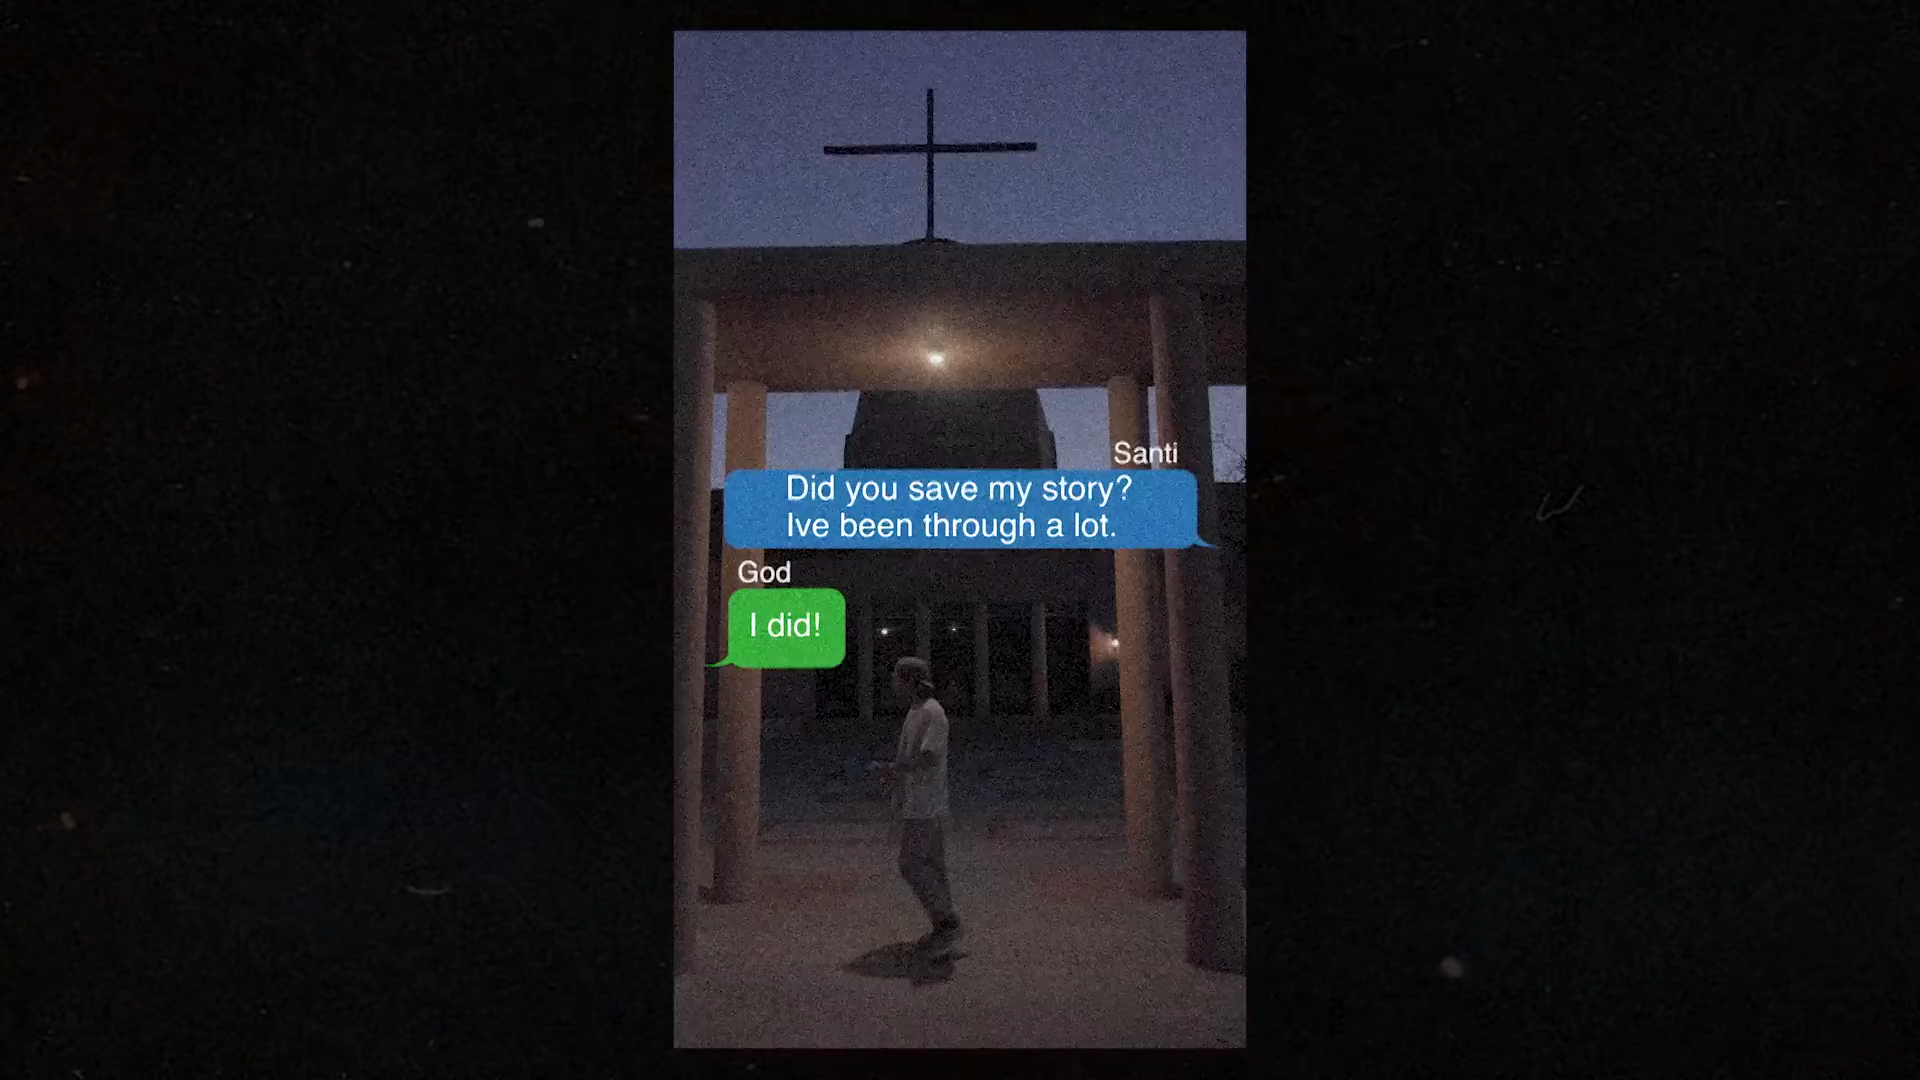 Santi
Did you save my story?
Ive been through a lot.
God
I did!